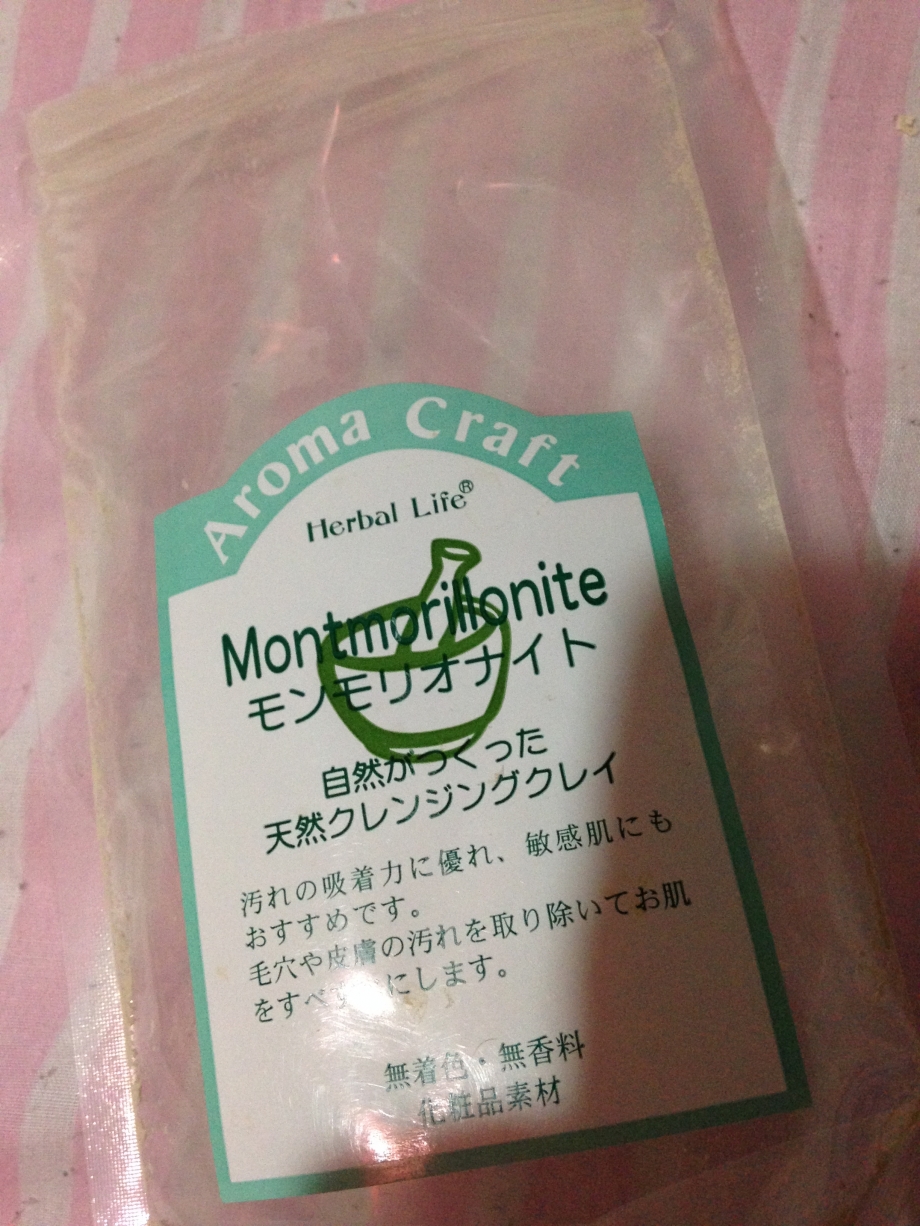 Aroma Craft
Herbal Life®
Montmorillonite
モンモリオナイト
自然がつくった
天然クレンジングクレイ
汚れの吸着力に優れ、敏感肌にも
おすすめです。
毛穴や皮膚の汚れを取り除いてお肌
をすべ にします。
無着色・無香料
化粧品素材